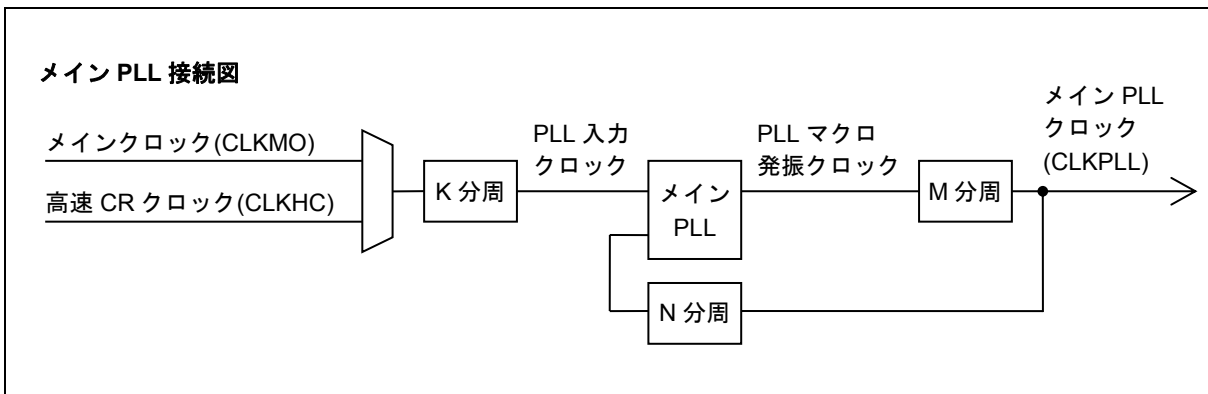 メイン PLL 接続図
メインクロック(CLKMO)
高速 CR クロック(CLKHC)
K 分周
PLL 入力
クロック
メイン
PLL
PLL マクロ
発振クロック
M 分周
メイン PLL
クロック
(CLKPLL)
N 分周